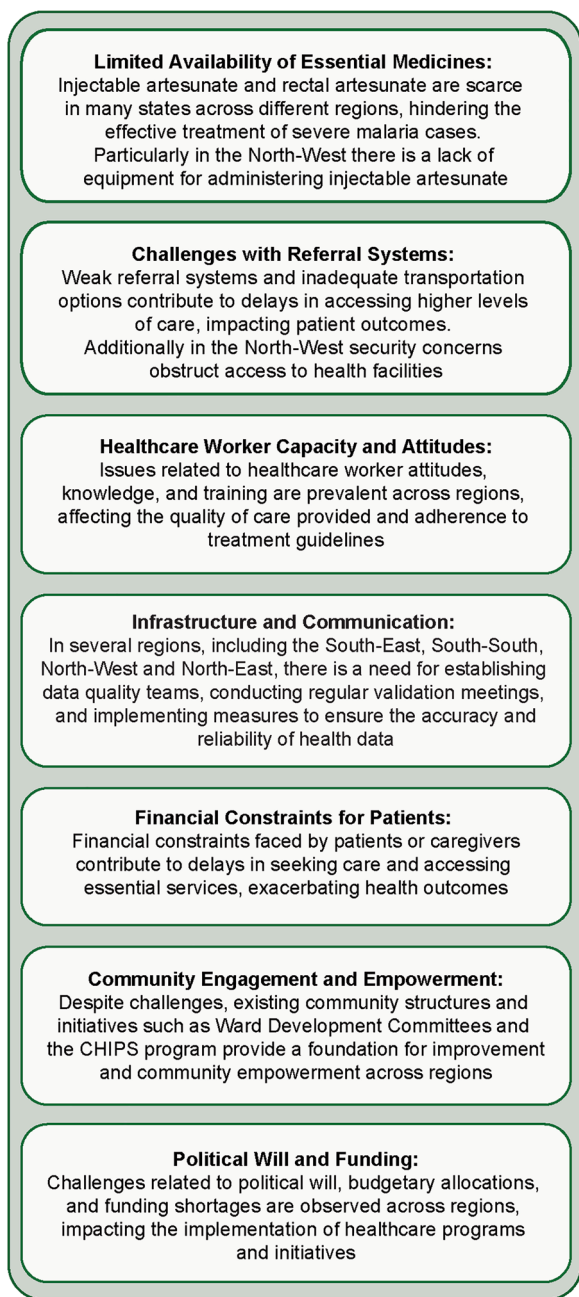 Limited Availability of Essential Medicines:
Injectable artesunate and rectal artesunate are scarce
in many states across different regions, hindering the
effective treatment of severe malaria cases.
Particularly in the North-West there is a lack of
equipment for administering injectable artesunate
Challenges with Referral Systems:
Weak referral systems and inadequate transportation
options contribute to delays in accessing higher levels
of care, impacting patient outcomes.
Additionally in the North-West security concerns
obstruct access to health facilities
Healthcare Worker Capacity and Attitudes:
Issues related to healthcare worker attitudes,
knowledge, and training are prevalent across regions,
affecting the quality of care provided and adherence to
treatment guidelines
Infrastructure and Communication:
In several regions, including the South-East, South-South,
North-West and North-East, there is a need for establishing
data quality teams, conducting regular validation meetings,
and implementing measures to ensure the accuracy and
reliability of health data
Financial Constraints for Patients:
Financial constraints faced by patients or caregivers
contribute to delays in seeking care and accessing
essential services, exacerbating health outcomes
Community Engagement and Empowerment:
Despite challenges, existing community structures and
initiatives such as Ward Development Committees and
the CHIPS program provide a foundation for improvement
and community empowerment across regions
Political Will and Funding:
Challenges related to political will, budgetary allocations,
and funding shortages are observed across regions,
impacting the implementation of healthcare programs
and initiatives